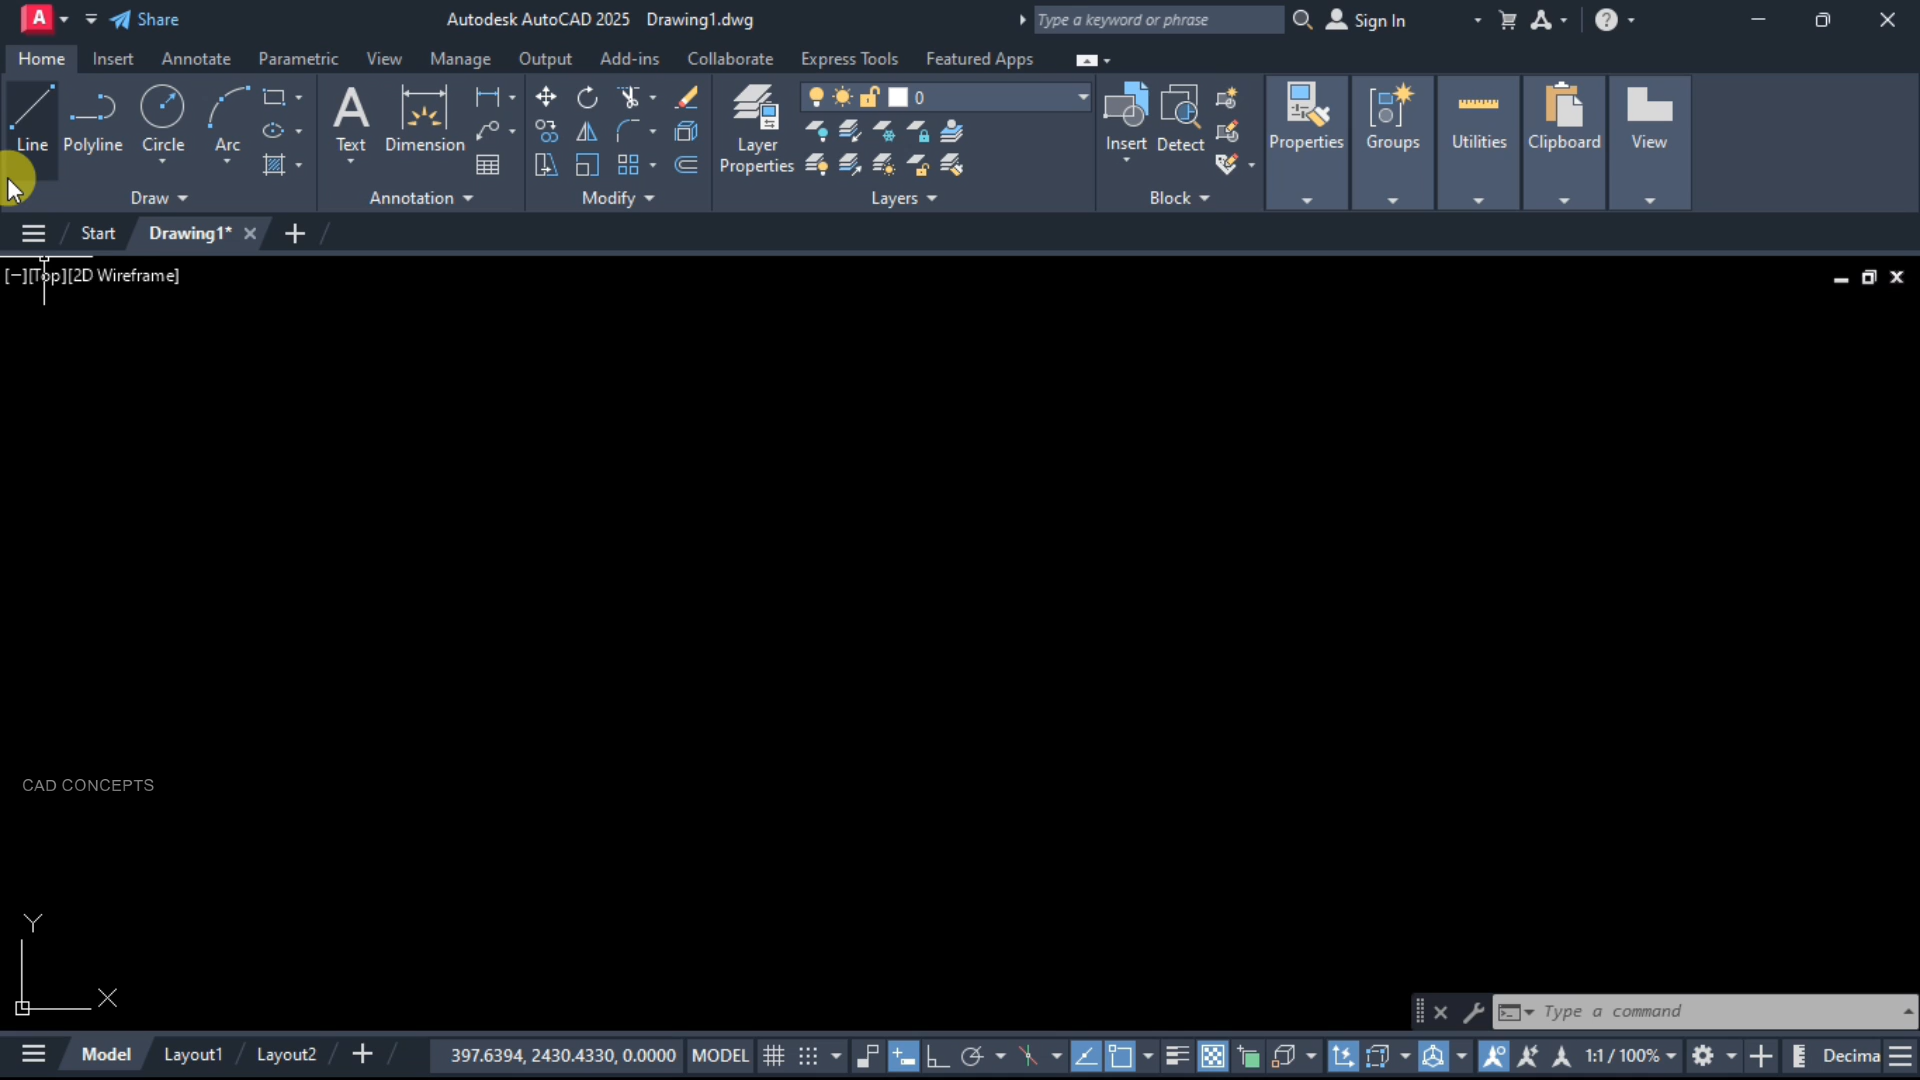 A Share Autodesk AutoCAD 2025 Drawing1.dwg Type a keyword or phrase Sign In ?
Home Insert Annotate Parametric View Manage Output Add-ins Collaborate Express Tools Featured Apps
0
Line Polyline Circle Arc Text Dimension Layer Properties Insert Detect Properties Groups Utilities Clipboard View
Draw Annotation Modify Layers Block
Start Drawing1* +
[−][Top][2D Wireframe]
CAD CONCEPTS
Y
X
Type a command
Model Layout1 Layout2 + 397.6394, 2430.4330, 0.0000 MODEL 1:1 / 100% Decima